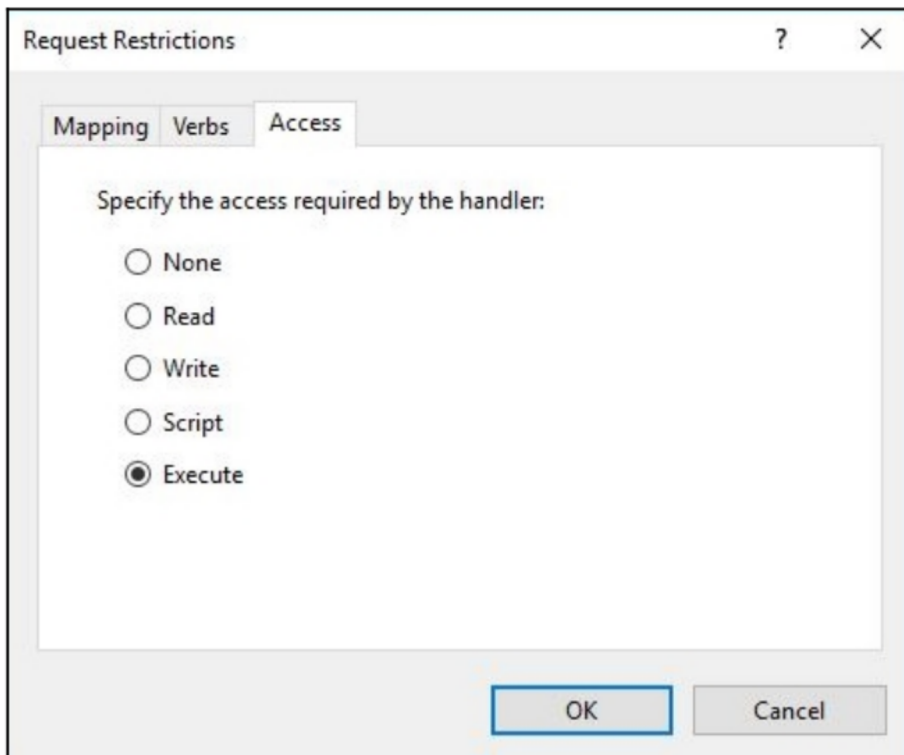 Request Restrictions ?
Mapping Verbs Access
Specify the access required by the handler:
None
Read
Write
Script
Execute
OK Cancel